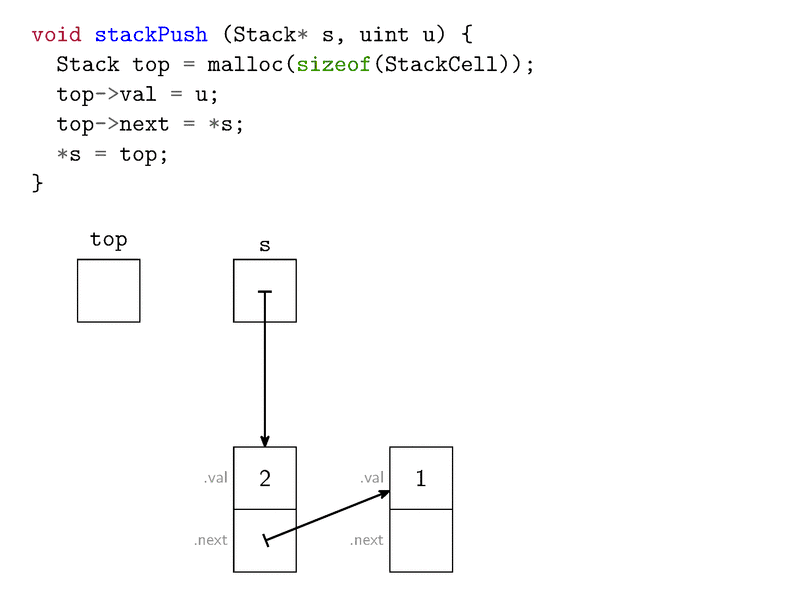 void stackPush (Stack* s, uint u) {
  Stack top = malloc(sizeof(StackCell));
  top->val = u;
  top->next = *s;
  *s = top;
}
top s
.val 2 .val 1
.next .next